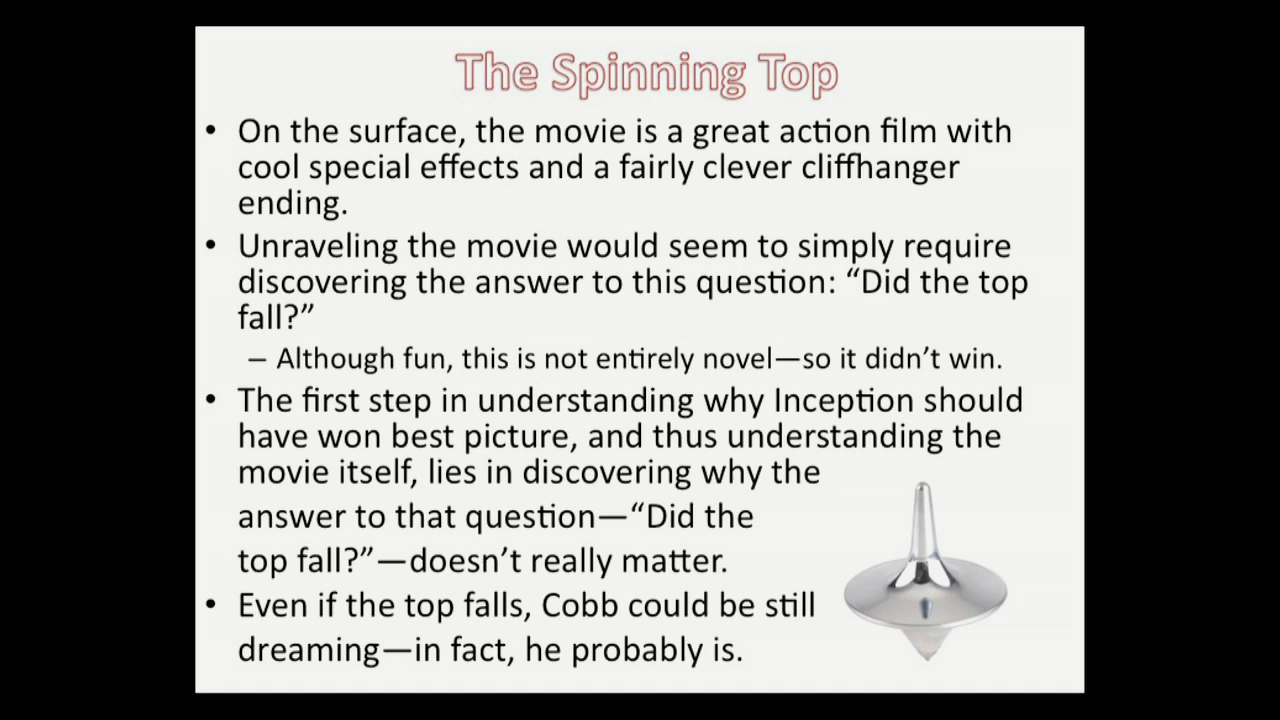 The Spinning Top
• On the surface, the movie is a great action film with
cool special effects and a fairly clever cliffhanger
ending.
• Unraveling the movie would seem to simply require
discovering the answer to this question: “Did the top
fall?”
– Although fun, this is not entirely novel—so it didn’t win.
• The first step in understanding why Inception should
have won best picture, and thus understanding the
movie itself, lies in discovering why the
answer to that question—“Did the
top fall?”—doesn’t really matter.
• Even if the top falls, Cobb could be still
dreaming—in fact, he probably is.